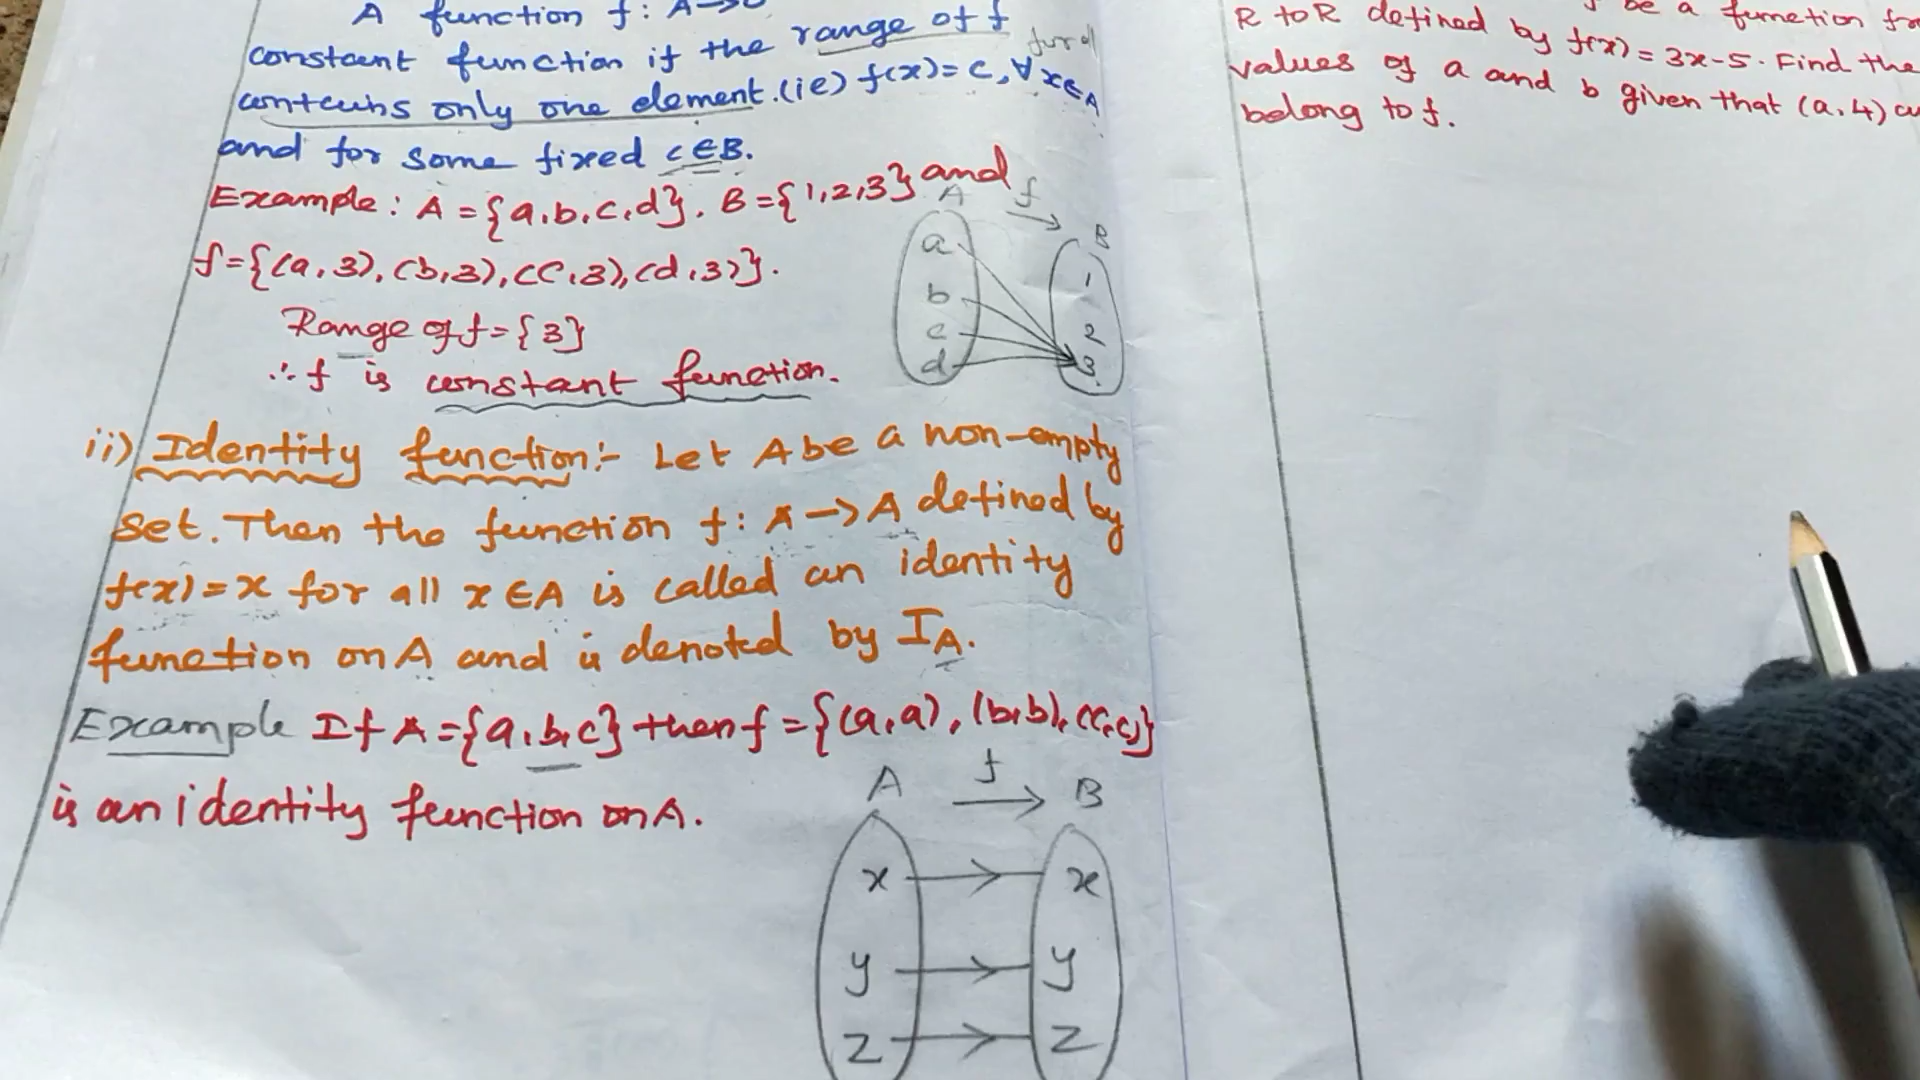 A function f: A→
constant function if the range of f
contains only one element.(ie) f(x)=c, ∀ x∈A
and for some fixed c∈B.
Example: A={a,b,c,d}. B={1,2,3} and
f={(a,3),(b,3),(c,3),(d,3)}.
Range of f={3}
∴ f is constant function.
A f B
a
b
c
d
1
2
3
ii) Identity function:- Let A be a non-empty
set. Then the function f: A→A defined by
f(x)=x for all x∈A is called an identity
function on A and is denoted by I_A.
Example If A={a,b,c} then f={(a,a),(b,b),(c,c)}
is an identity function on A.
A f B
x x
y y
z z
be a function
R to R defined by f(x)=3x-5. Find the
values of a and b given that (a,4)
belong to f.